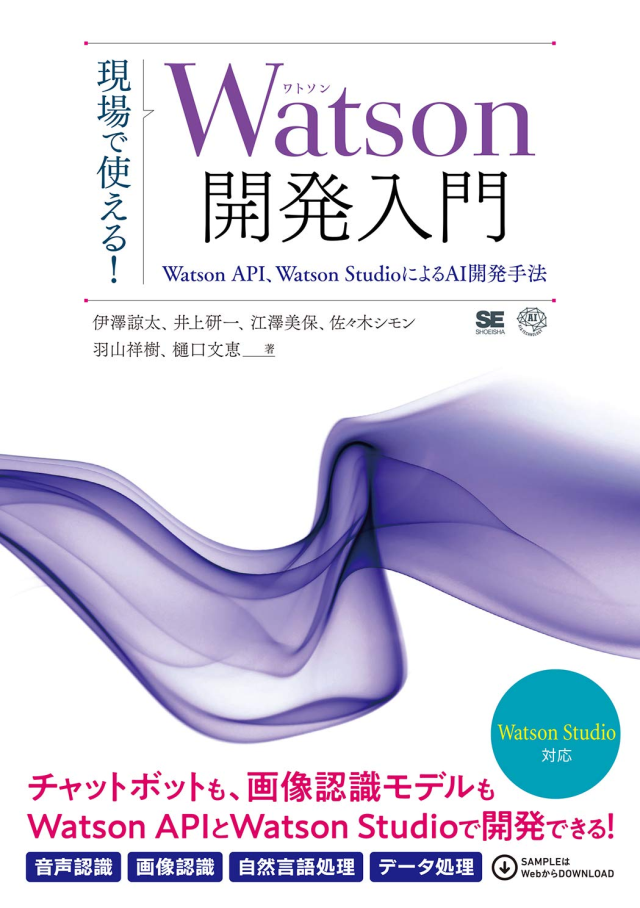 現場で使える!
Watson
ワトソン
開発入門
Watson API、Watson StudioによるAI開発手法
伊澤諒太、井上研一、江澤美保、佐々木シモン
羽山祥樹、樋口文恵 著
SE
SHOEISHA
AI
Watson Studio
対応
チャットボットも、画像認識モデルも
Watson APIとWatson Studioで開発できる!
音声認識 画像認識 自然言語処理 データ処理
SAMPLEは
WebからDOWNLOAD